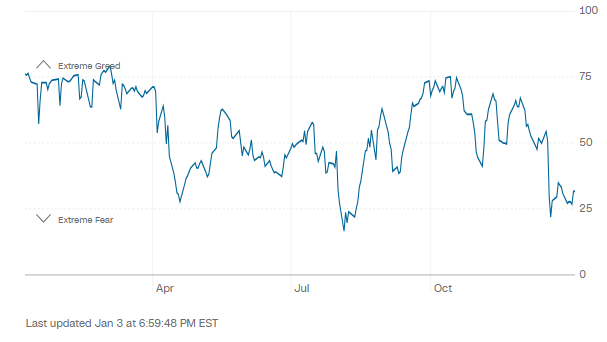 100
Extreme Greed
75
50
25
Extreme Fear
0
Apr Jul Oct
Last updated Jan 3 at 6:59:48 PM EST